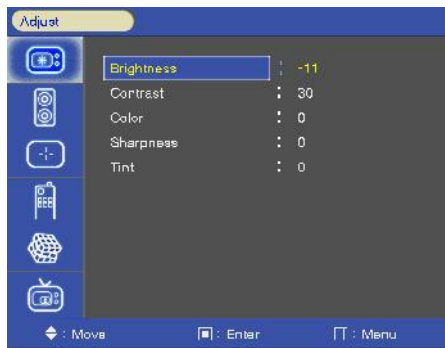 Adjust
Brightness : -11
Contrast : 30
Color : 0
Sharpness : 0
Tint : 0
: Move : Enter : Menu